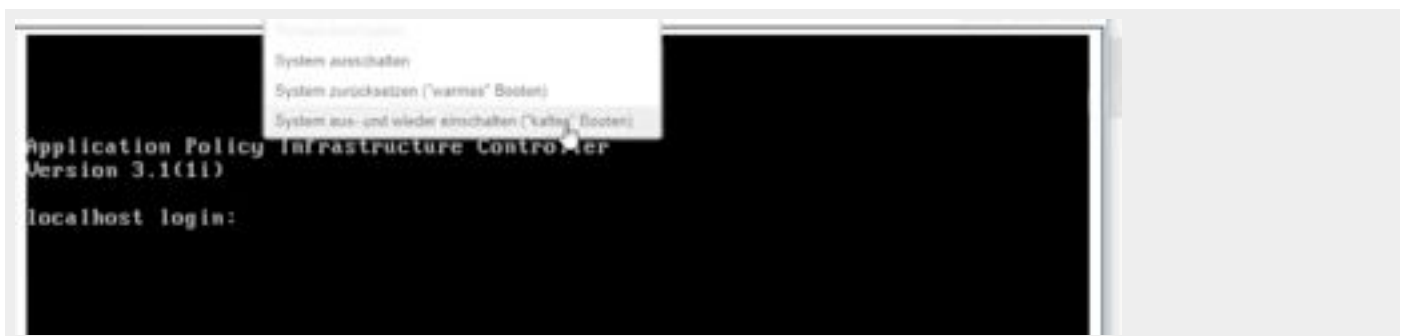 System ausschalten
System zurücksetzen ("warmes" Booten)
System aus- und wieder einschalten ("kaltes" Booten)
Application Policy Infrastructure Controller
Version 3.1(1i)
localhost login: